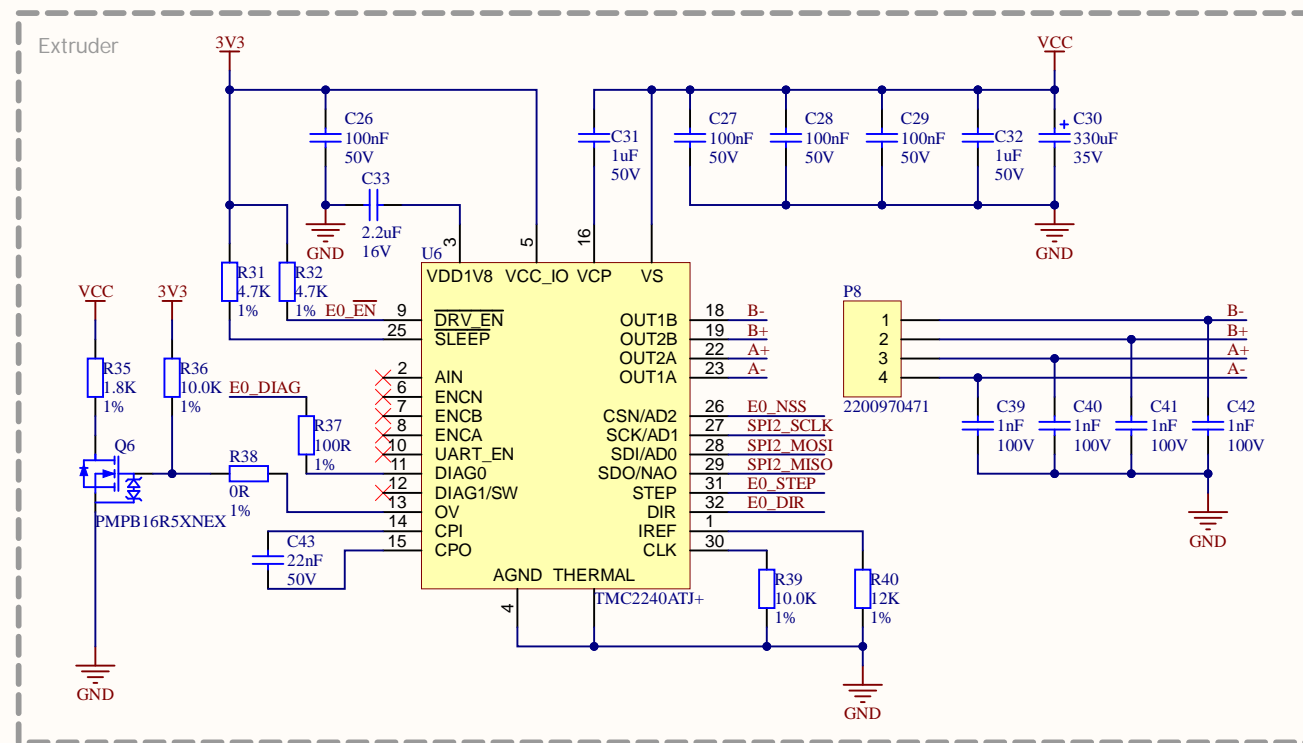 Extruder
3V3
VCC
C26
100nF
50V
C31
1uF
50V
C27
100nF
50V
C28
100nF
50V
C29
100nF
50V
C32
1uF
50V
+
C30
330uF
35V
C33
2.2uF
16V
GND
GND
3
5
16
U6
VDD1V8
VCC_IO
VCP
VS
R31
4.7K
1%
R32
4.7K
1%
E0_EN
VCC
3V3
R35
1.8K
1%
R36
10.0K
1%
E0_DIAG
R37
100R
1%
Q6
PMPB16R5XNEX
R38
0R
1%
C43
22nF
50V
GND
9 DRV_EN
25 SLEEP
2 AIN
6 ENCN
7 ENCB
8 ENCA
10 UART_EN
11 DIAG0
12 DIAG1/SW
13 OV
14 CPI
15 CPO
OUT1B 18 B-
OUT2B 19 B+
OUT2A 22 A+
OUT1A 23 A-
CSN/AD2 26 E0_NSS
SCK/AD1 27 SPI2_SCLK
SDI/AD0 28 SPI2_MOSI
SDO/NAO 29 SPI2_MISO
STEP 31 E0_STEP
DIR 32 E0_DIR
IREF 1
CLK 30
AGND
THERMAL
4
TMC2240ATJ+
R39
10.0K
1%
R40
12K
1%
GND
P8
1
2
3
4
2200970471
B-
B+
A+
A-
C39
1nF
100V
C40
1nF
100V
C41
1nF
100V
C42
1nF
100V
GND